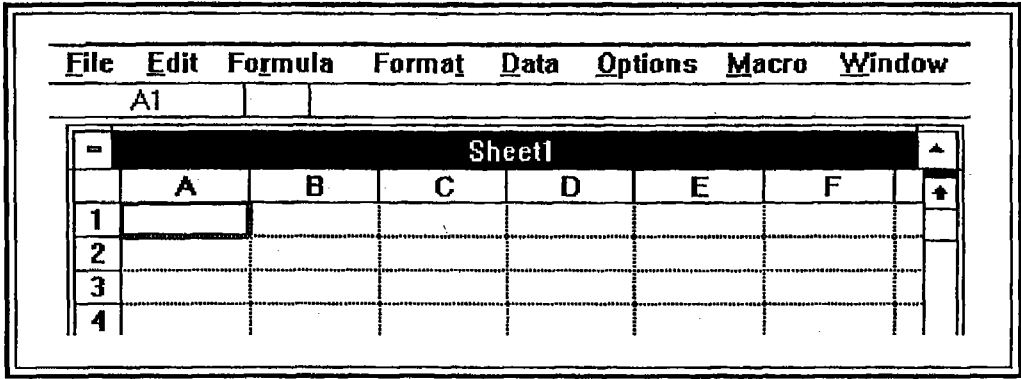 File Edit Formula Format Data Options Macro Window
A1
Sheet1
A B C D E F
1
2
3
4